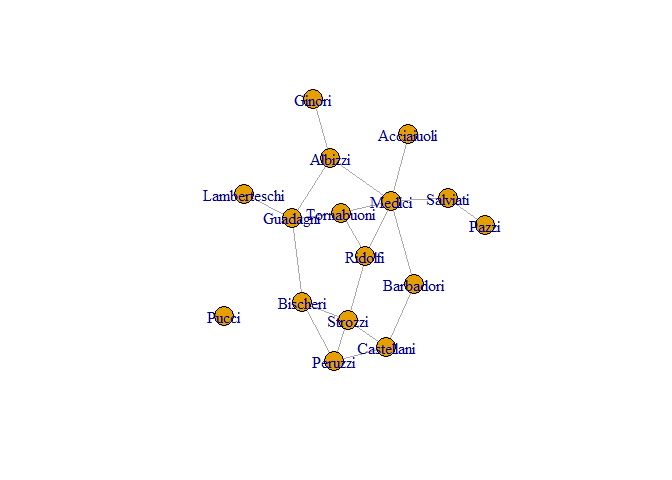 Ginori
Acciaiuoli
Albizzi
Lamberteschi
Medici
Salviati
Guadagni
Tornabuoni
Pazzi
Ridolfi
Barbadori
Bischeri
Pucci
Strozzi
Castellani
Peruzzi